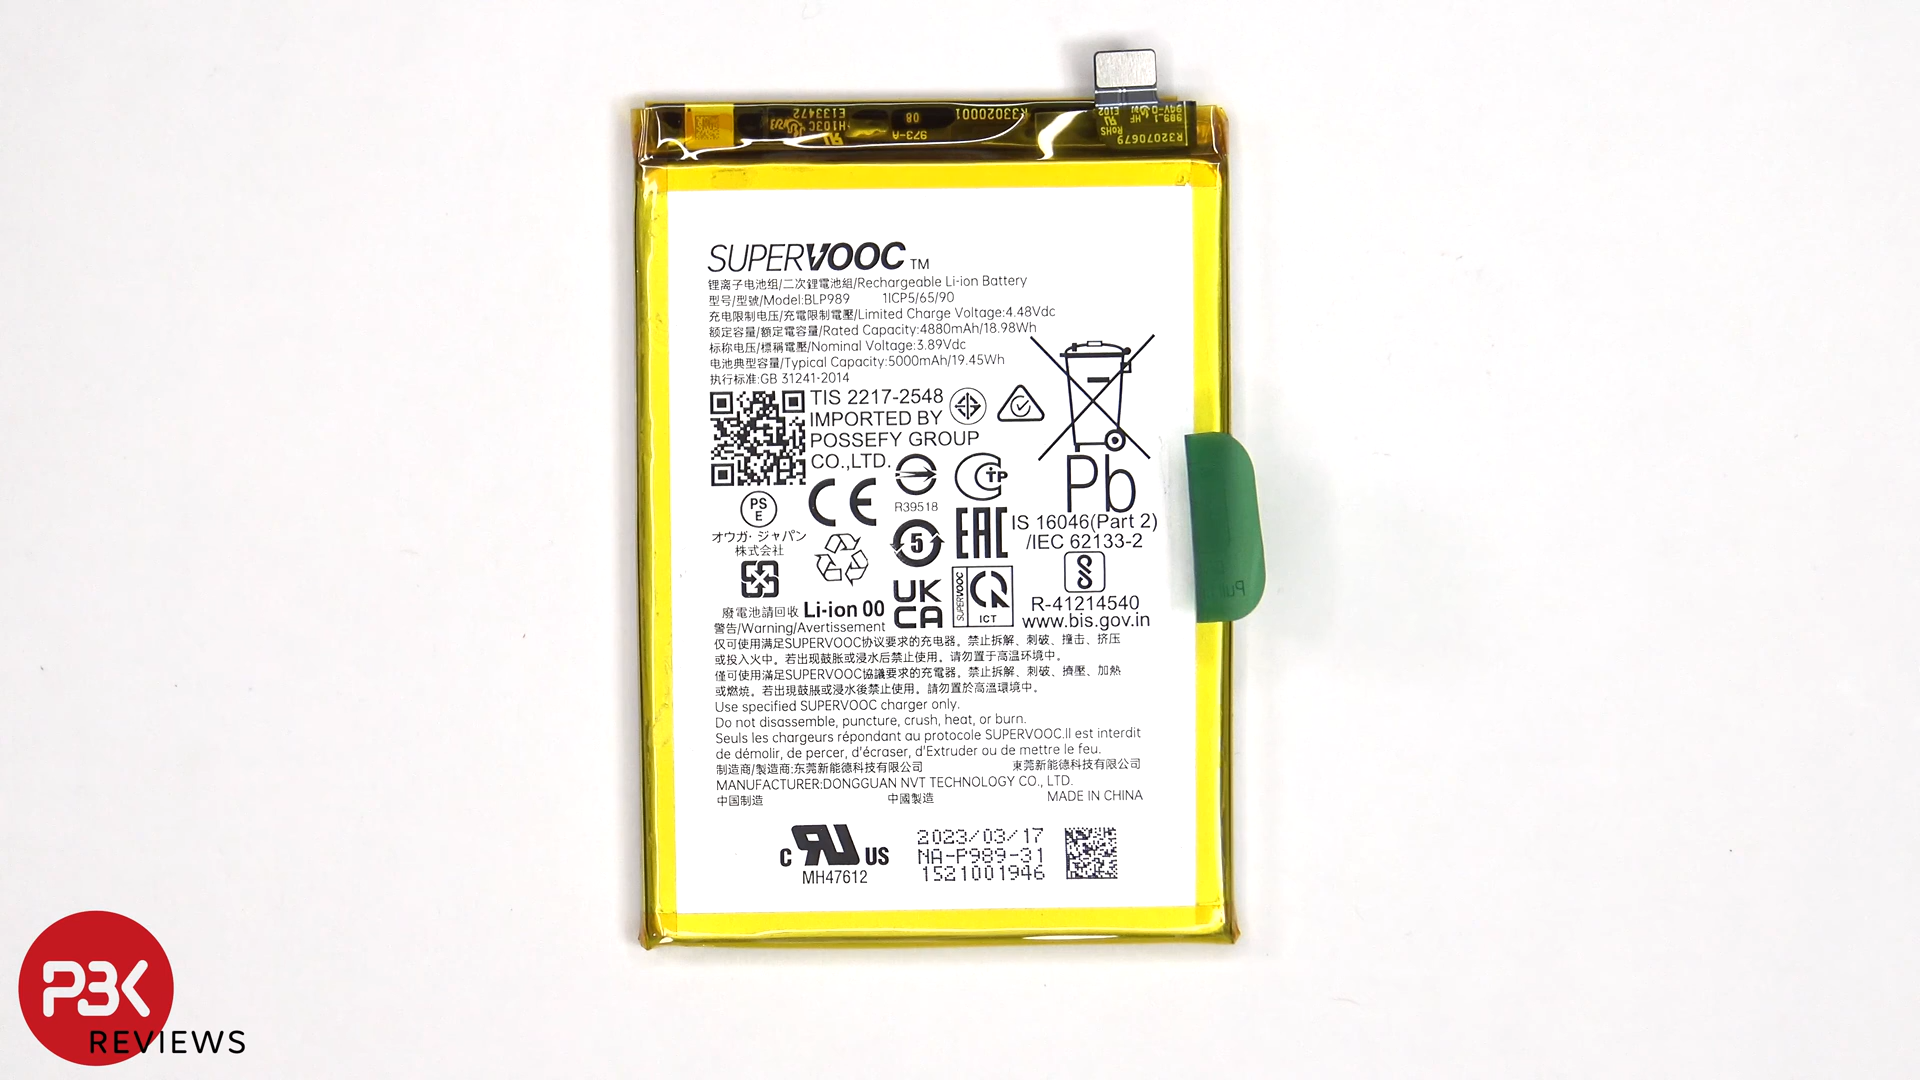 E133472
H103C
973-A
08
R33020001
E102
94V-0
HF
989-1
RoHS
R32070679
SUPERVOOC TM
锂离子电池组/二次鋰電池組/Rechargeable Li-ion Battery
型号/型號/Model:BLP989 1ICP5/65/90
充电限制电压/充電限制電壓/Limited Charge Voltage:4.48Vdc
额定容量/額定電容量/Rated Capacity:4880mAh/18.98Wh
标称电压/標稱電壓/Nominal Voltage:3.89Vdc
电池典型容量/Typical Capacity:5000mAh/19.45Wh
执行标准:GB 31241-2014
TIS 2217-2548
IMPORTED BY
POSSEFY GROUP
CO.,LTD.
Pb
PS
E
CE
R39518
TP
オウガ・ジャパン
株式会社
5
EAC
IS 16046(Part 2)
/IEC 62133-2
廢電池請回收 Li-ion 00
UK
CA
SUPERVOOC
ICT
R-41214540
www.bis.gov.in
警告/Warning/Avertissement
仅可使用满足SUPERVOOC协议要求的充电器。禁止拆解、刺破、撞击、挤压
或投入火中。若出现鼓胀或浸水后禁止使用。请勿置于高温环境中。
僅可使用滿足SUPERVOOC協議要求的充電器。禁止拆解、刺破、擠壓、加熱
或燃燒。若出現鼓脹或浸水後禁止使用。請勿置於高溫環境中。
Use specified SUPERVOOC charger only.
Do not disassemble, puncture, crush, heat, or burn.
Seuls les chargeurs répondant au protocole SUPERVOOC.Il est interdit
de démolir, de percer, d'écraser, d'Extruder ou de mettre le feu.
制造商/製造商:东莞新能德科技有限公司 東莞新能德科技有限公司
MANUFACTURER:DONGGUAN NVT TECHNOLOGY CO., LTD.
中国制造 中國製造 MADE IN CHINA
C RU US
MH47612
2023/03/17
NA-P989-31
1521001946
P3K
REVIEWS